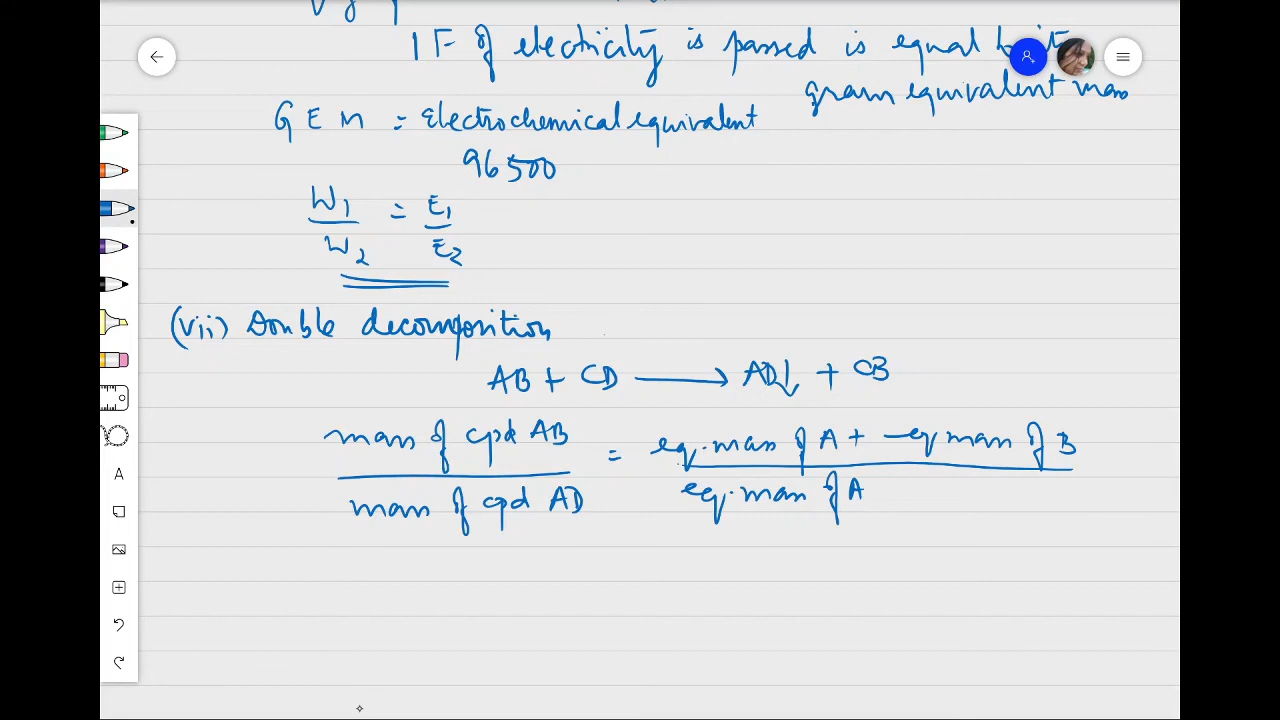 1 F of electricity is passed is equal to its
gram equivalent mass
G E M = Electrochemical equivalent
96500
W1 / W2 = E1 / E2
(vii) Double decomposition
AB + CD ⟶ AD↓ + CB
mass of cpd AB / mass of cpd AD = eq. mass of A + eq mass of B / eq. mass of A
A